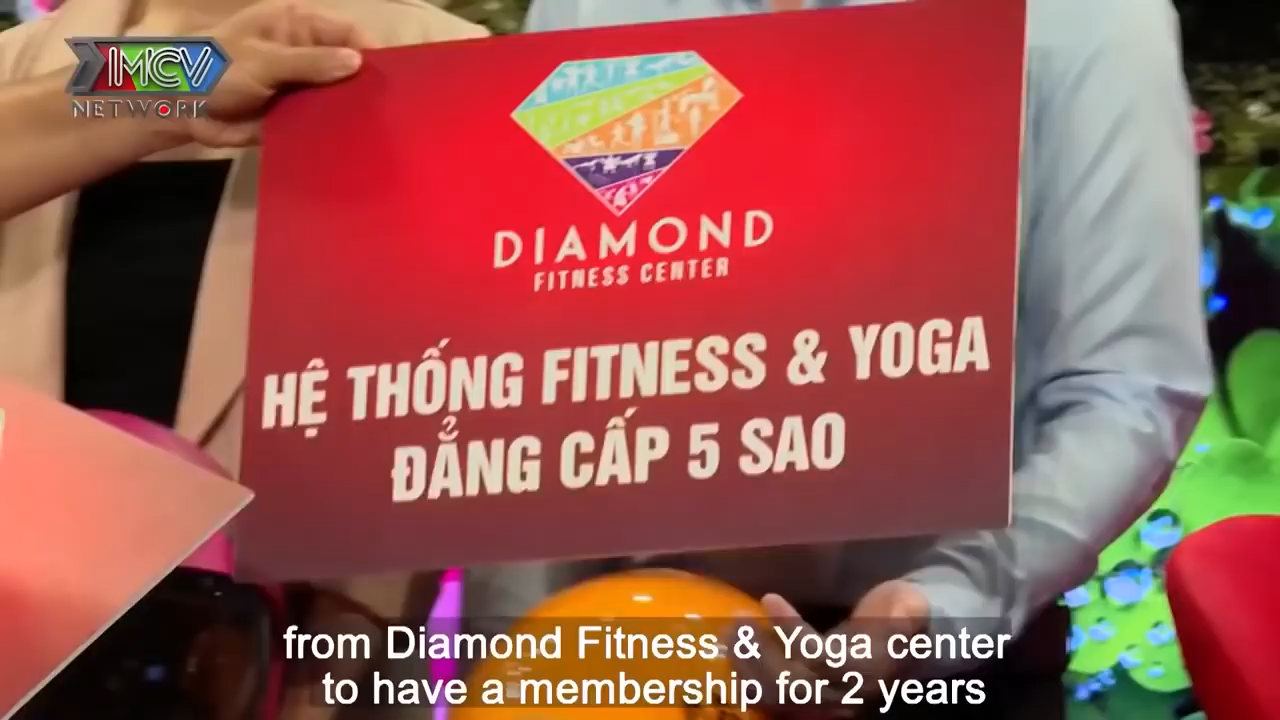 MCV
NETWORK
DIAMOND
FITNESS CENTER
HỆ THỐNG FITNESS & YOGA
ĐẲNG CẤP 5 SAO
from Diamond Fitness & Yoga center
to have a membership for 2 years